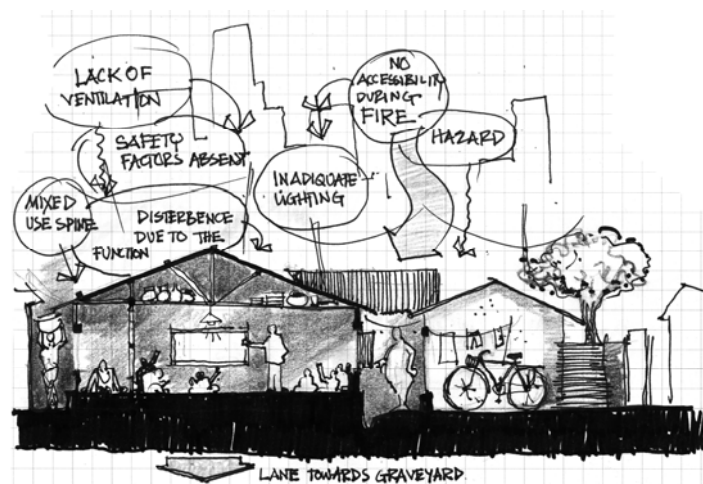 LACK OF
VENTILATION
SAFETY
FACTORS ABSENT
MIXED
USE SPINE
DISTERBENCE
DUE TO THE
FUNCTION
INADIQUATE
LIGHTING
NO
ACCESSIBILITY
DURING
FIRE
HAZARD
LANE TOWARDS GRAVEYARD